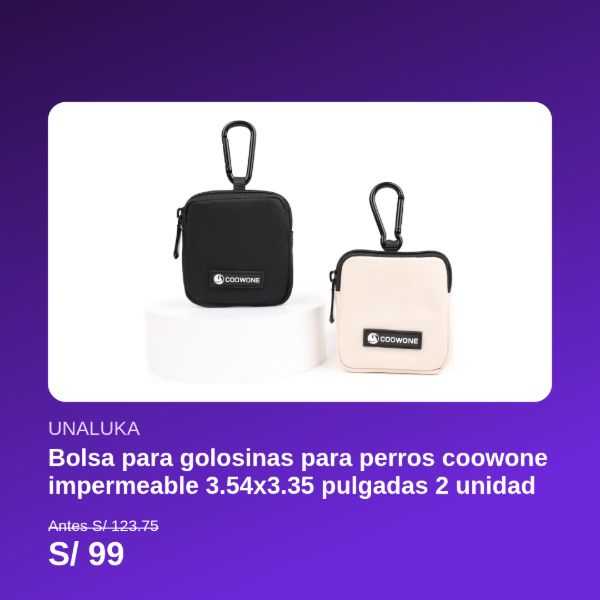 COOWONE
COOWONE
UNALUKA
Bolsa para golosinas para perros coowone
impermeable 3.54x3.35 pulgadas 2 unidad
Antes S/ 123.75
S/ 99